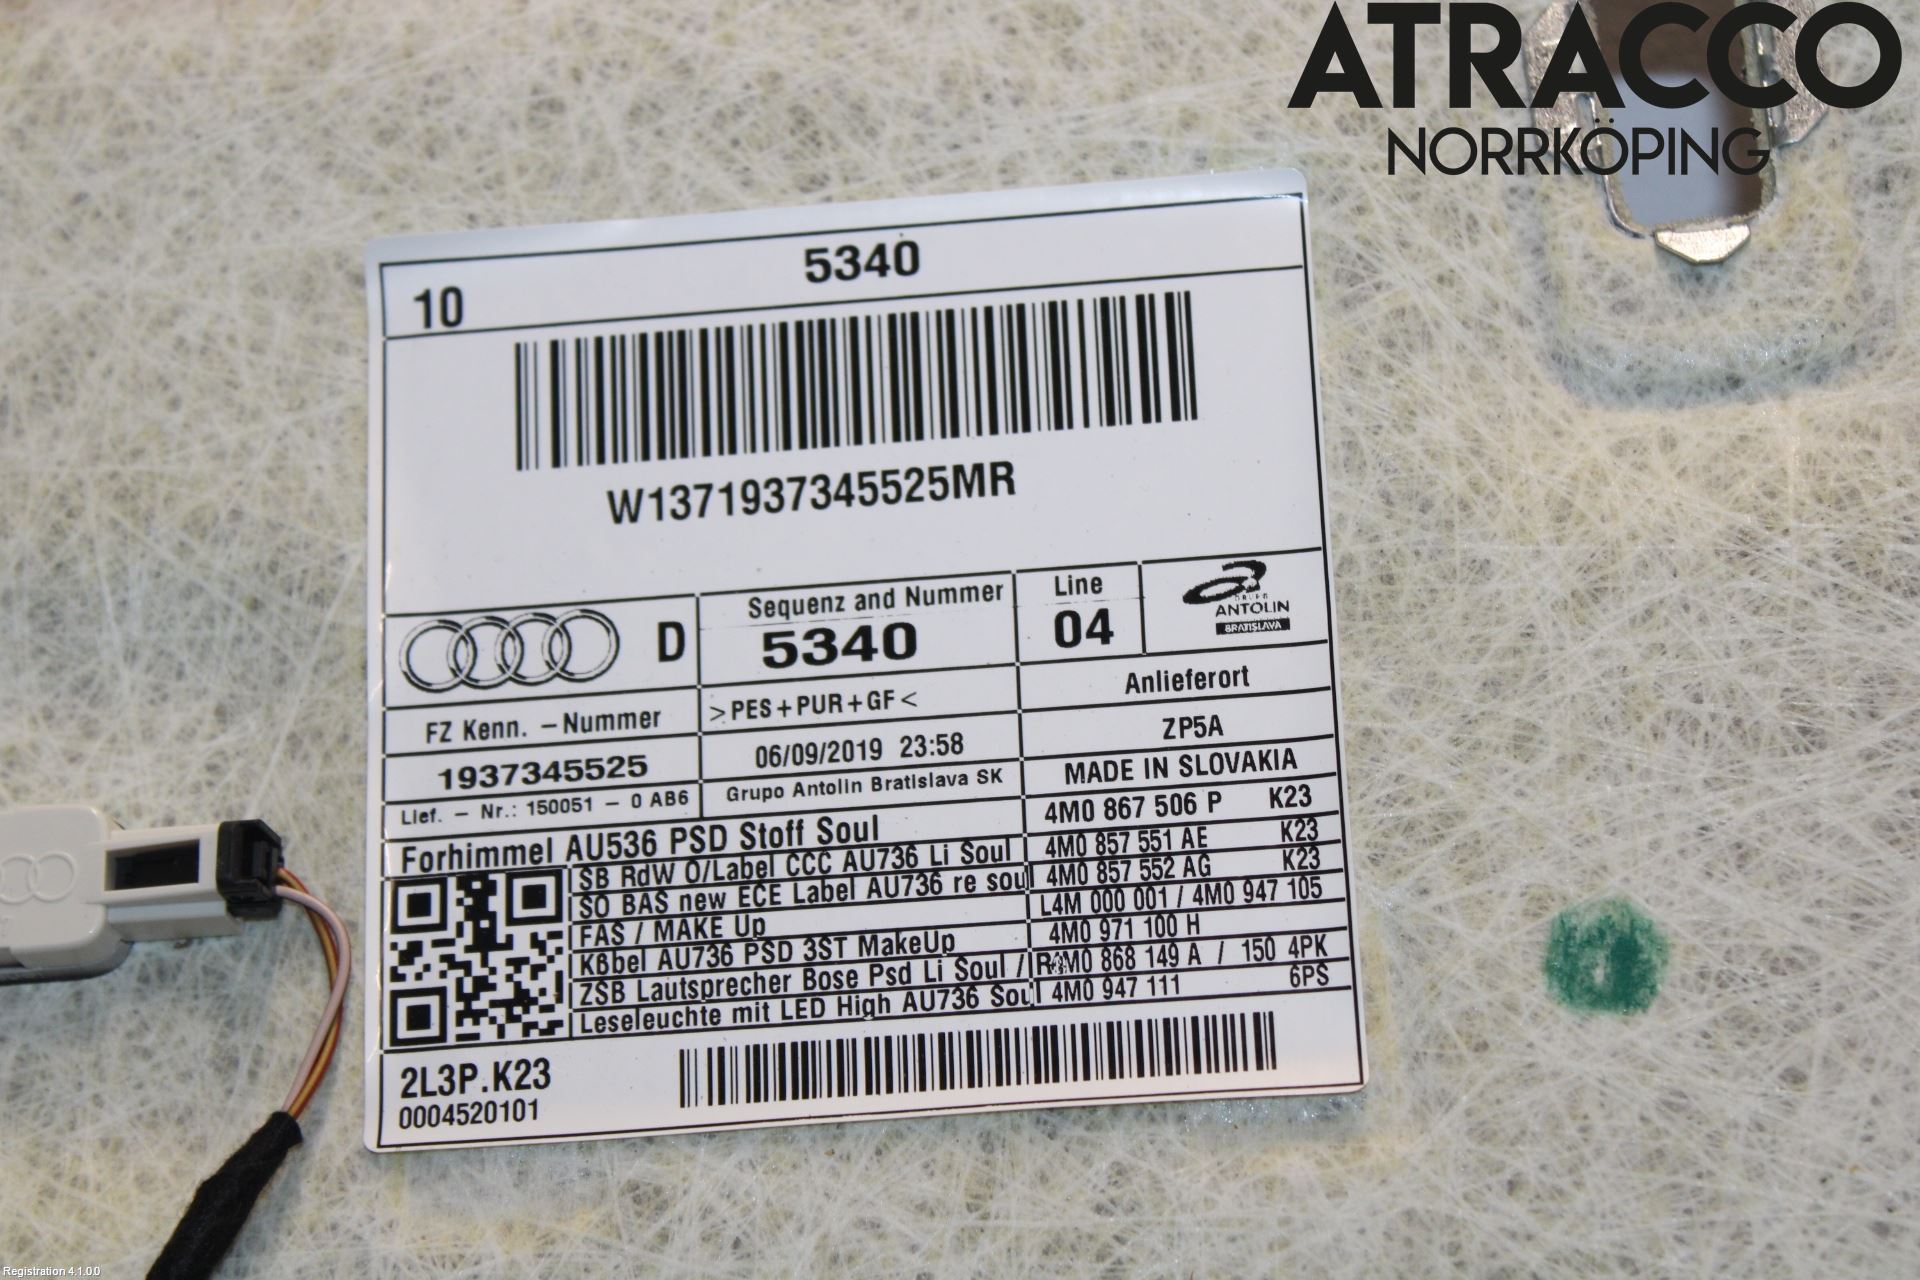 ATRACCO
NORRKÖPING
5340
10
W1371937345525MR
D
Sequenz and Nummer
5340
Line
04
GRUPO
ANTOLIN
BRATISLAVA
FZ Kenn. - Nummer
>PES+PUR+GF<
Anlieferort
1937345525
06/09/2019 23:58
ZP5A
Lief. - Nr.: 150051 - 0 AB6
Grupo Antolin Bratislava SK
MADE IN SLOVAKIA
Forhimmel AU536 PSD Stoff Soul 4M0 867 506 P K23
SB RdW O/Label CCC AU736 Li Soul 4M0 857 551 AE K23
SO BAS new ECE Label AU736 re soul 4M0 857 552 AG K23
FAS / MAKE Up L4M 000 001 / 4M0 947 105
Kßbel AU736 PSD 3ST MakeUp 4M0 971 100 H
ZSB Lautsprecher Bose Psd Li Soul / R 4M0 868 149 A / 150 4PK
Leseleuchte mit LED High AU736 Soul 4M0 947 111 6PS
2L3P.K23
0004520101
Registration 4.1.0.0